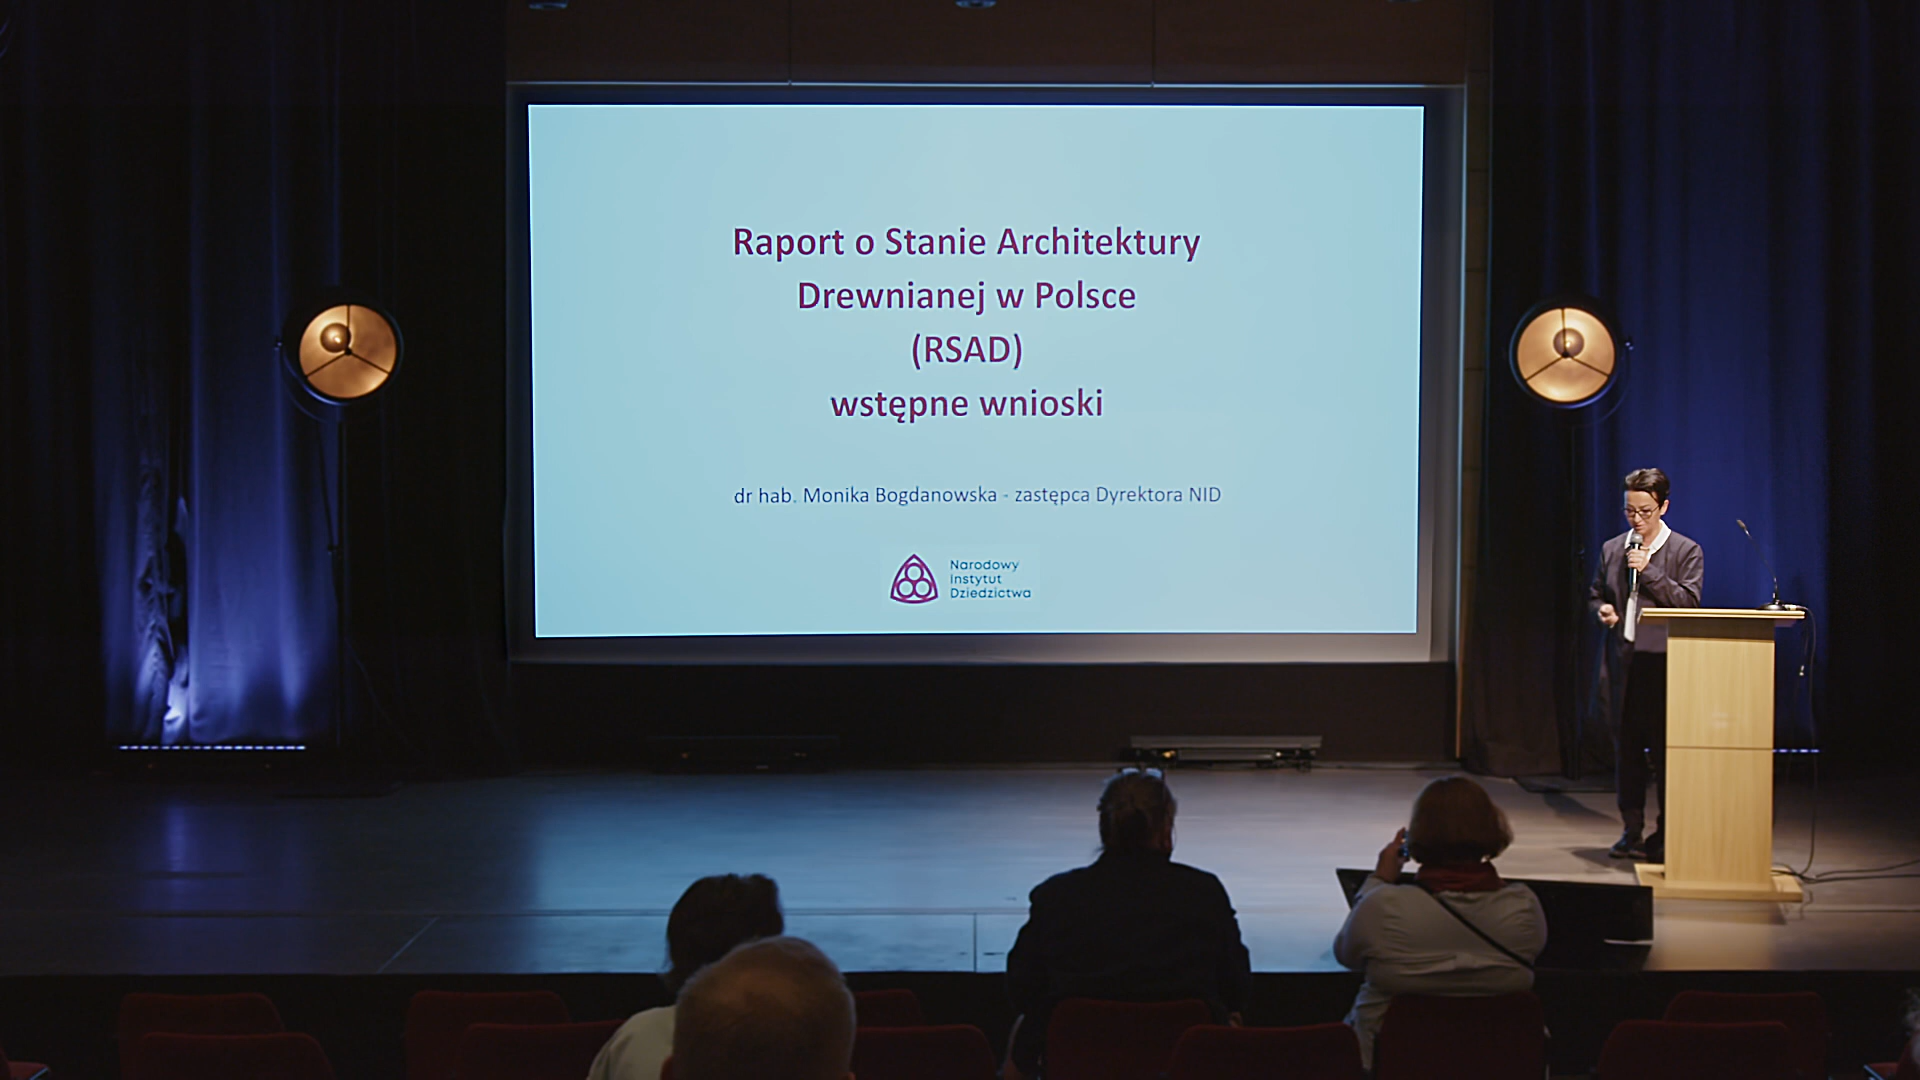 Raport o Stanie Architektury
Drewnianej w Polsce
(RSAD)
wstępne wnioski
dr hab. Monika Bogdanowska - zastępca Dyrektora NID
Narodowy
Instytut
Dziedzictwa